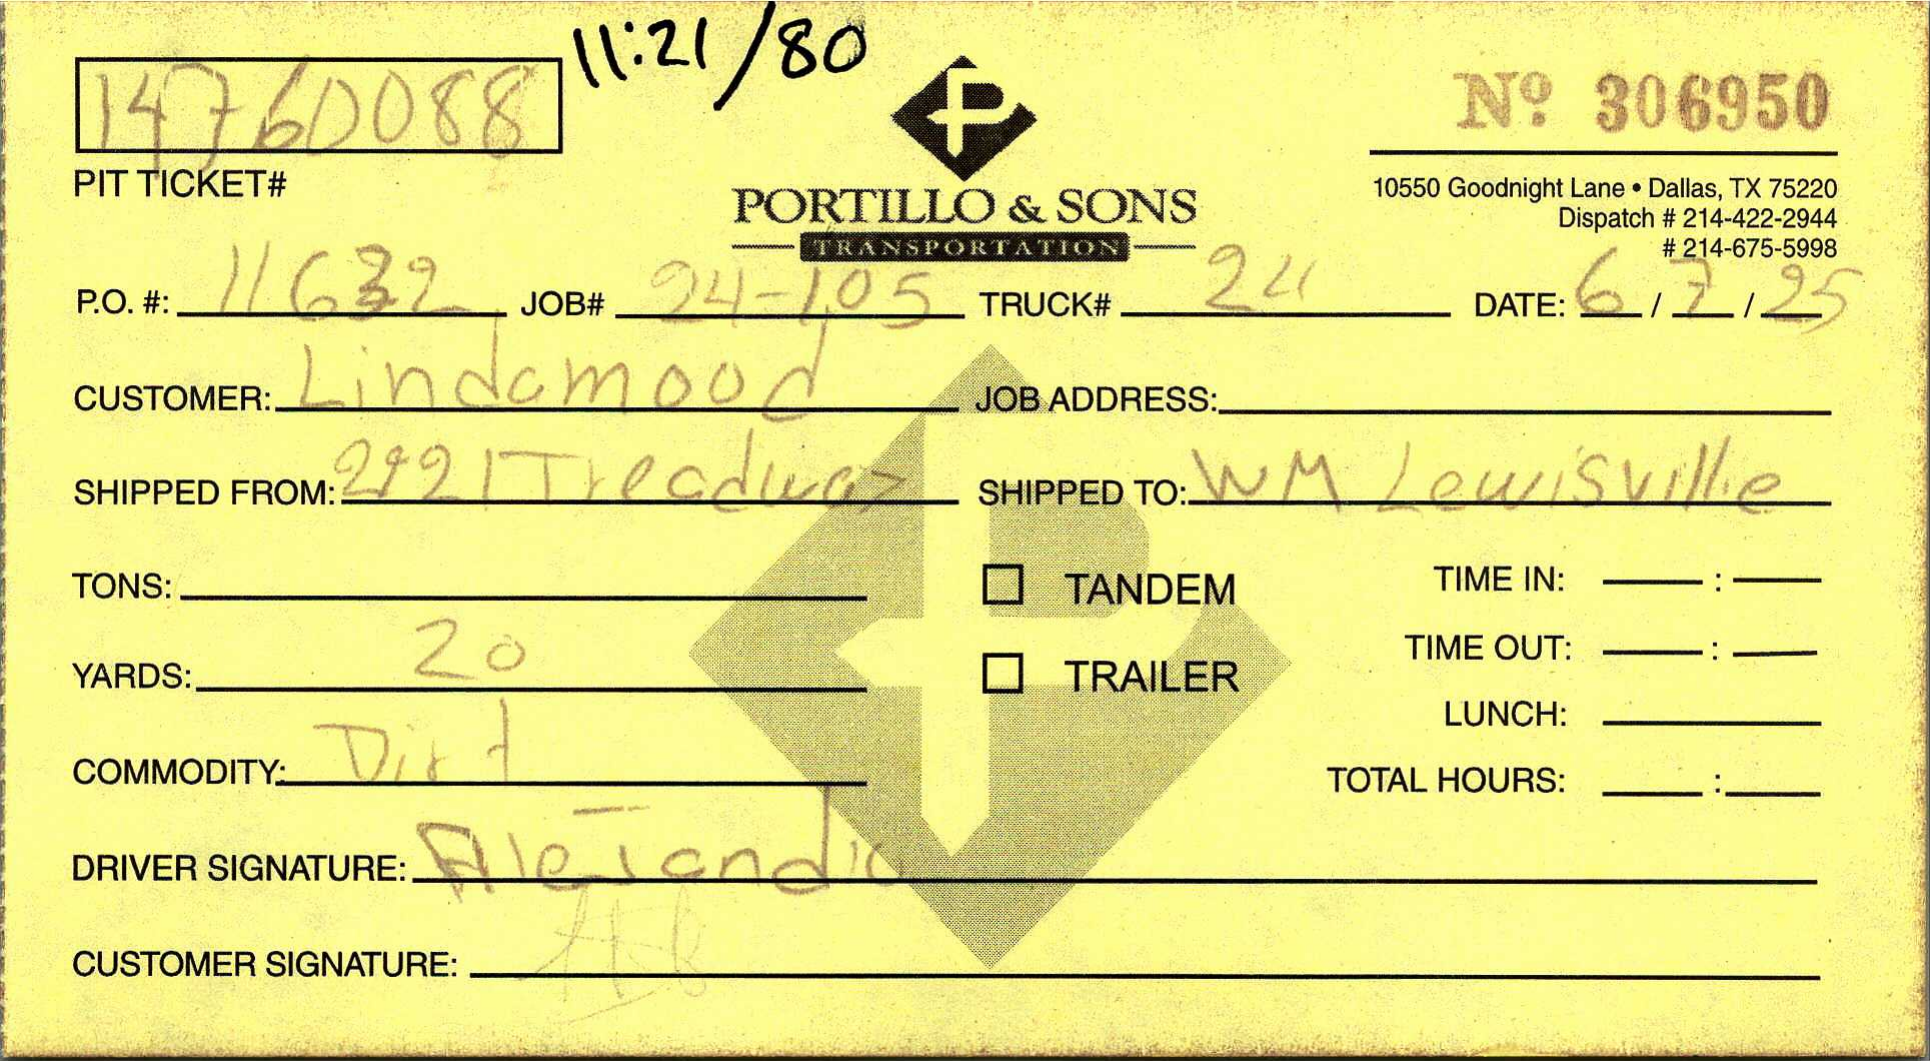 11:21/80
14760088
Nº 306950
PIT TICKET#
PORTILLO & SONS
TRANSPORTATION
10550 Goodnight Lane • Dallas, TX 75220
Dispatch # 214-422-2944
# 214-675-5998
P.O. #: 11632 JOB# 24-105 TRUCK# 24 DATE: 6/7/25
CUSTOMER: Lindamood JOB ADDRESS:
SHIPPED FROM: 2921 Treadway SHIPPED TO: WM Lewisville
TONS: TANDEM TIME IN: :
YARDS: 20 TRAILER TIME OUT: :
LUNCH:
COMMODITY: Dirt TOTAL HOURS: :
DRIVER SIGNATURE: Alejandro
CUSTOMER SIGNATURE: